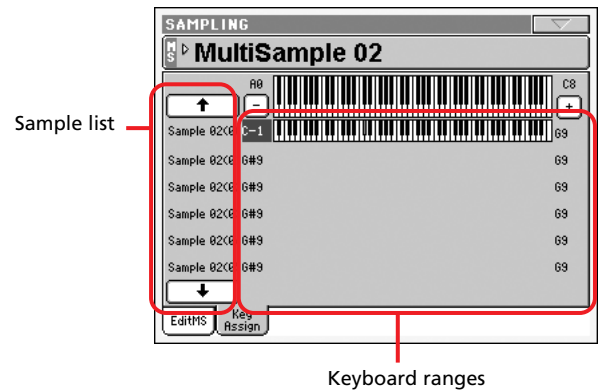 SAMPLING
MS MultiSample 02
A0 C8
- +
Sample list
Sample 02(0 C-1 G9
Sample 02(0 G#9 G9
Sample 02(0 G#9 G9
Sample 02(0 G#9 G9
Sample 02(0 G#9 G9
Sample 02(0 G#9 G9
EditMS Key Assign
Keyboard ranges